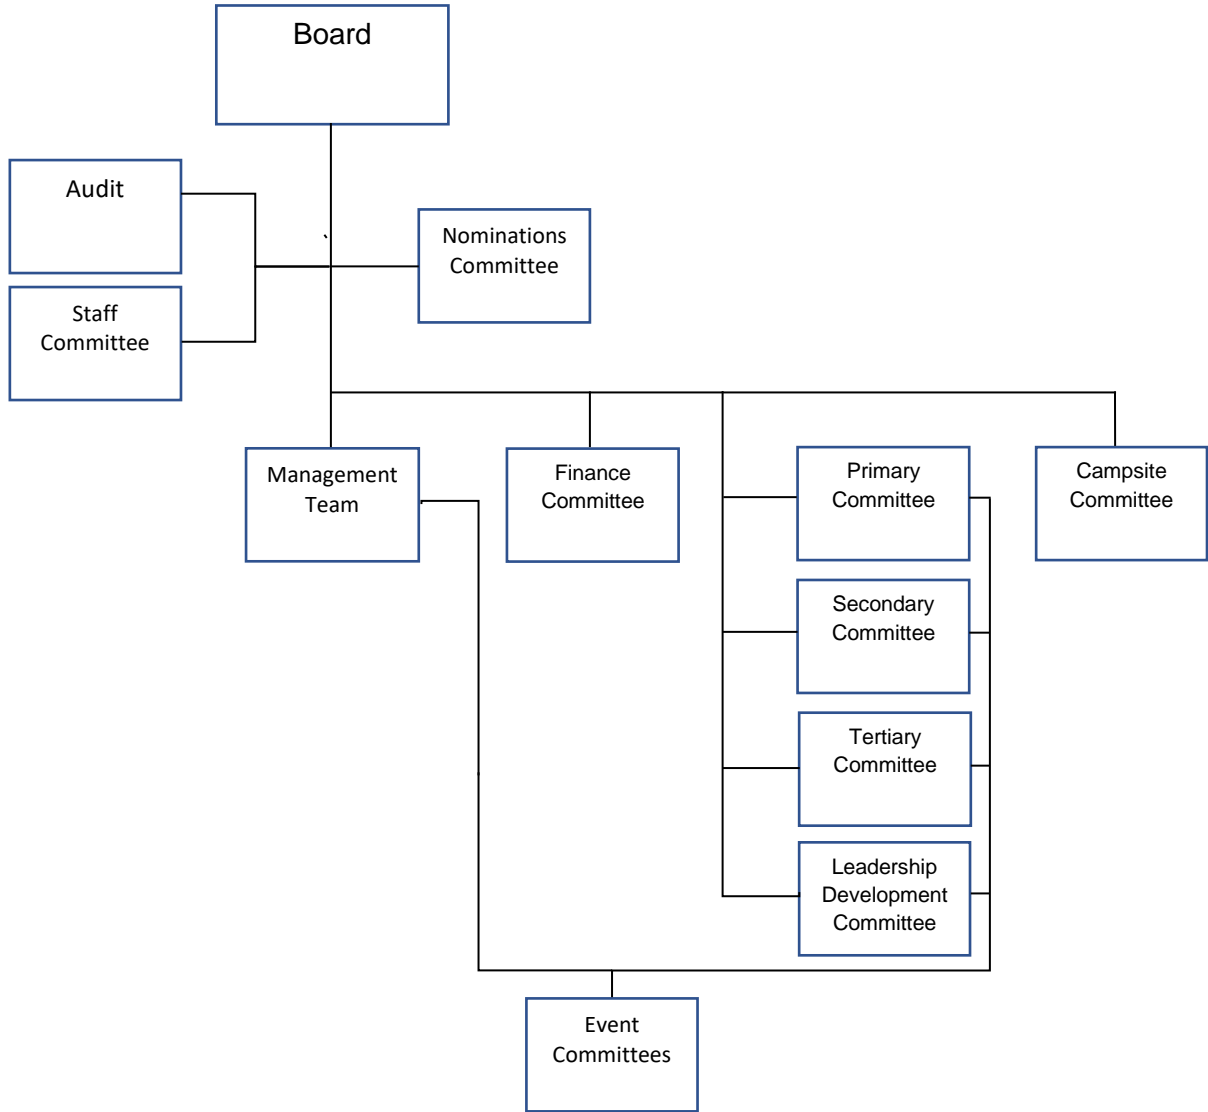 Board
Audit
Nominations
Committee
Staff
Committee
Management
Team
Finance
Committee
Primary
Committee
Campsite
Committee
Secondary
Committee
Tertiary
Committee
Leadership
Development
Committee
Event
Committees